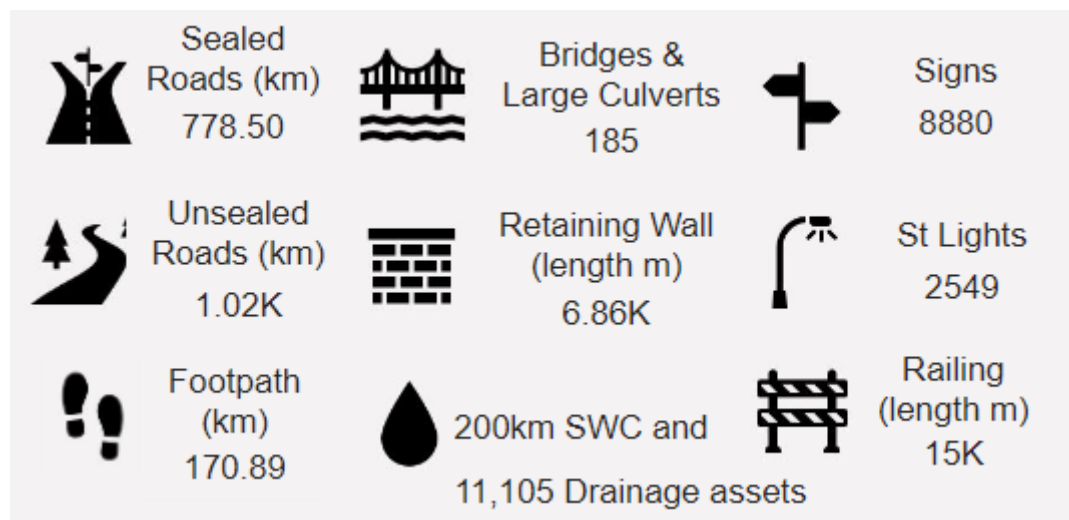 Sealed
Roads (km)
778.50
Bridges &
Large Culverts
185
Signs
8880
Unsealed
Roads (km)
1.02K
Retaining Wall
(length m)
6.86K
St Lights
2549
Footpath
(km)
170.89
200km SWC and
11,105 Drainage assets
Railing
(length m)
15K